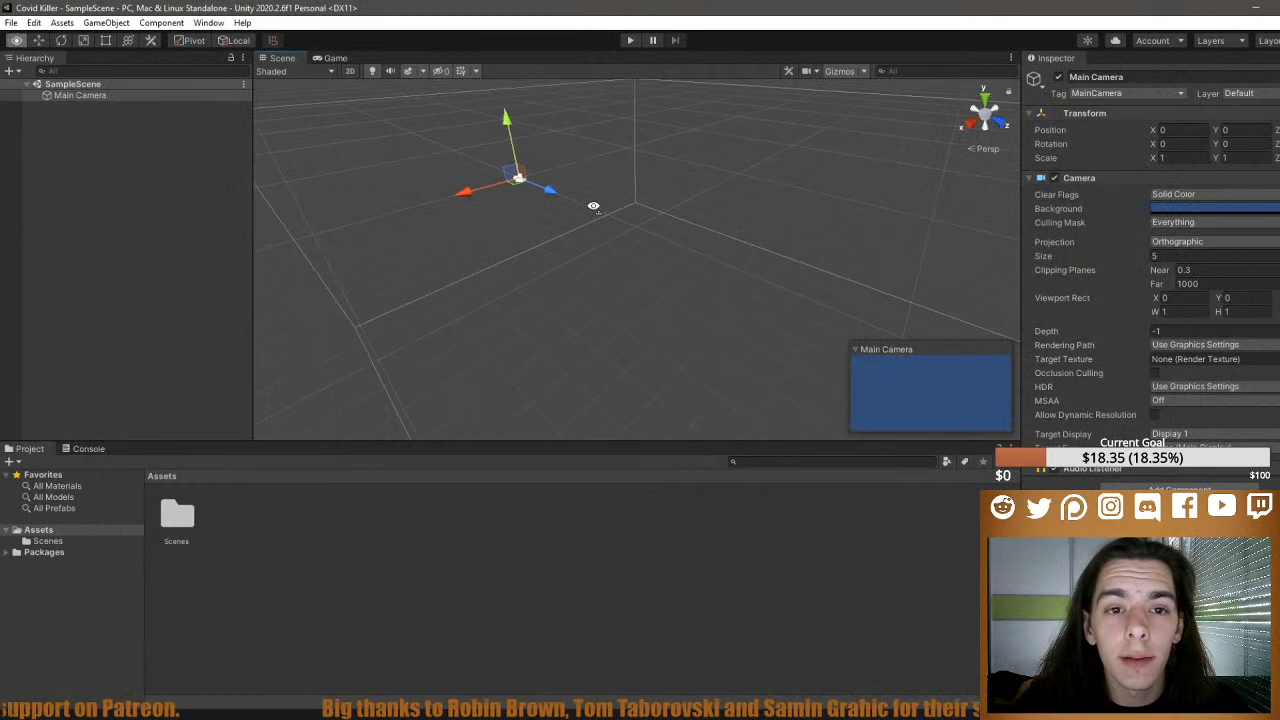 Covid Killer - SampleScene - PC, Mac & Linux Standalone - Unity 2020.2.6f1 Personal <DX11>
File Edit Assets GameObject Component Window Help
Pivot Local Account Layers Layou
Hierarchy
All
SampleScene
Main Camera
Scene Game
Shaded 2D 0 Gizmos All
y
x z
Persp
Main Camera
Inspector
Main Camera
Tag MainCamera Layer Default
Transform
Position X 0 Y 0 Z
Rotation X 0 Y 0 Z
Scale X 1 Y 1 Z
Camera
Clear Flags Solid Color
Background
Culling Mask Everything
Projection Orthographic
Size 5
Clipping Planes Near 0.3
Far 1000
Viewport Rect X 0 Y 0
W 1 H 1
Depth -1
Rendering Path Use Graphics Settings
Target Texture None (Render Texture)
Occlusion Culling
HDR Use Graphics Settings
MSAA Off
Allow Dynamic Resolution
Target Display Display 1
Audio Listener
Current Goal
$18.35 (18.35%)
$0 $100
Project Console
Favorites
All Materials
All Models
All Prefabs
Assets
Scenes
Packages
Assets
Scenes
support on Patreon. Big thanks to Robin Brown, Tom Taborovski and Samin Grahic for their s